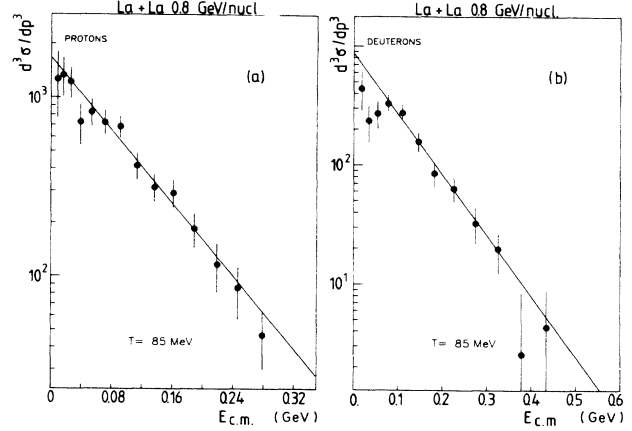 La + La 0.8 GeV/nucl.
PROTONS
(a)
d³σ/dp³
10³
10²
T= 85 MeV
0
0.08
0.16
0.24
0.32
E c.m. (GeV)
La + La 0.8 GeV/nucl.
DEUTERONS
(b)
d³σ/dp³
10³
10²
10¹
T= 85 MeV
0.
0.1
0.2
0.3
0.4
0.5
0.6
E c.m (GeV)